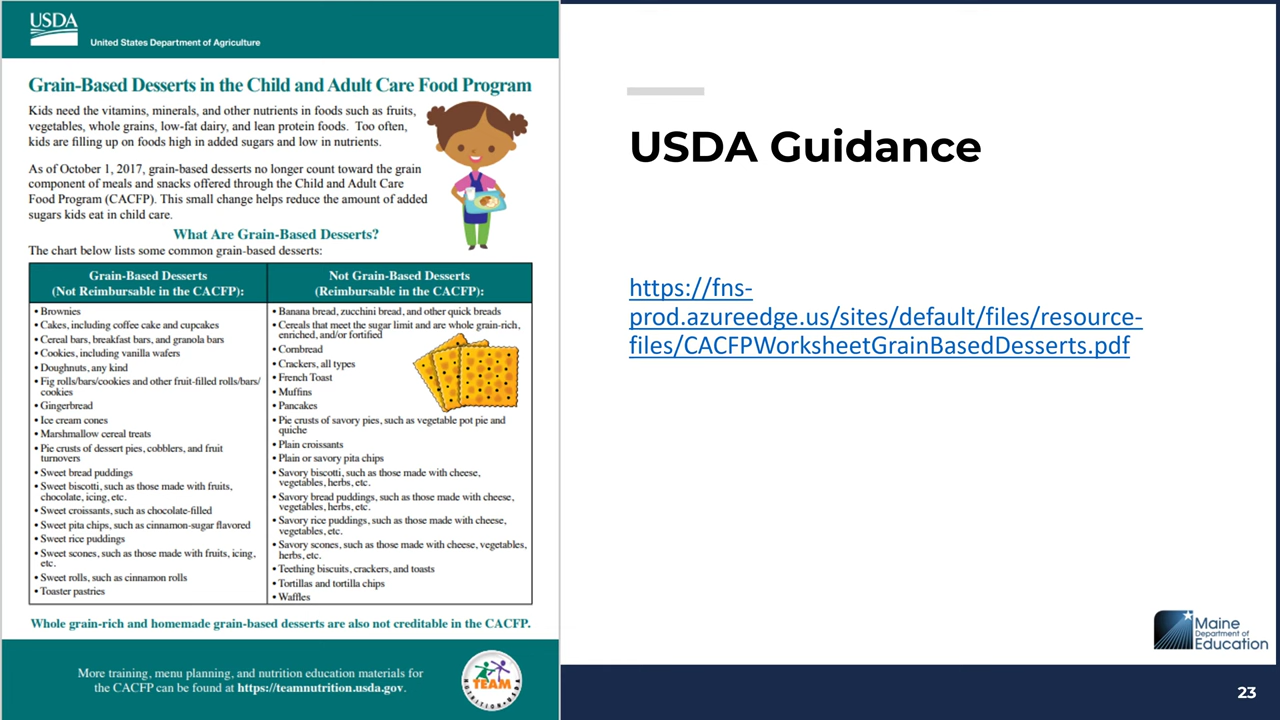 USDA
United States Department of Agriculture
Grain-Based Desserts in the Child and Adult Care Food Program
Kids need the vitamins, minerals, and other nutrients in foods such as fruits,
vegetables, whole grains, low-fat dairy, and lean protein foods. Too often,
kids are filling up on foods high in added sugars and low in nutrients.
As of October 1, 2017, grain-based desserts no longer count toward the grain
component of meals and snacks offered through the Child and Adult Care
Food Program (CACFP). This small change helps reduce the amount of added
sugars kids eat in child care.
What Are Grain-Based Desserts?
The chart below lists some common grain-based desserts:
Grain-Based Desserts
(Not Reimbursable in the CACFP):
• Brownies
• Cakes, including coffee cake and cupcakes
• Cereal bars, breakfast bars, and granola bars
• Cookies, including vanilla wafers
• Doughnuts, any kind
• Fig rolls/bars/cookies and other fruit-filled rolls/bars/
cookies
• Gingerbread
• Ice cream cones
• Marshmallow cereal treats
• Pie crusts of dessert pies, cobblers, and fruit
turnovers
• Sweet bread puddings
• Sweet biscotti, such as those made with fruits,
chocolate, icing, etc.
• Sweet croissants, such as chocolate-filled
• Sweet pita chips, such as cinnamon-sugar flavored
• Sweet rice puddings
• Sweet scones, such as those made with fruits, icing,
etc.
• Sweet rolls, such as cinnamon rolls
• Toaster pastries
Not Grain-Based Desserts
(Reimbursable in the CACFP):
• Banana bread, zucchini bread, and other quick breads
• Cereals that meet the sugar limit and are whole grain-rich,
enriched, and/or fortified
• Cornbread
• Crackers, all types
• French Toast
• Muffins
• Pancakes
• Pie crusts of savory pies, such as vegetable pot pie and
quiche
• Plain croissants
• Plain or savory pita chips
• Savory biscotti, such as those made with cheese,
vegetables, herbs, etc.
• Savory bread puddings, such as those made with cheese,
vegetables, herbs, etc.
• Savory rice puddings, such as those made with cheese,
vegetables, etc.
• Savory scones, such as those made with cheese, vegetables,
herbs, etc.
• Teething biscuits, crackers, and toasts
• Tortillas and tortilla chips
• Waffles
Whole grain-rich and homemade grain-based desserts are also not creditable in the CACFP.
More training, menu planning, and nutrition education materials for
the CACFP can be found at https://teamnutrition.usda.gov.
TEAM
NUTRITION • USDA
USDA Guidance
https://fns-
prod.azureedge.us/sites/default/files/resource-
files/CACFPWorksheetGrainBasedDesserts.pdf
Maine
Department of
Education
23